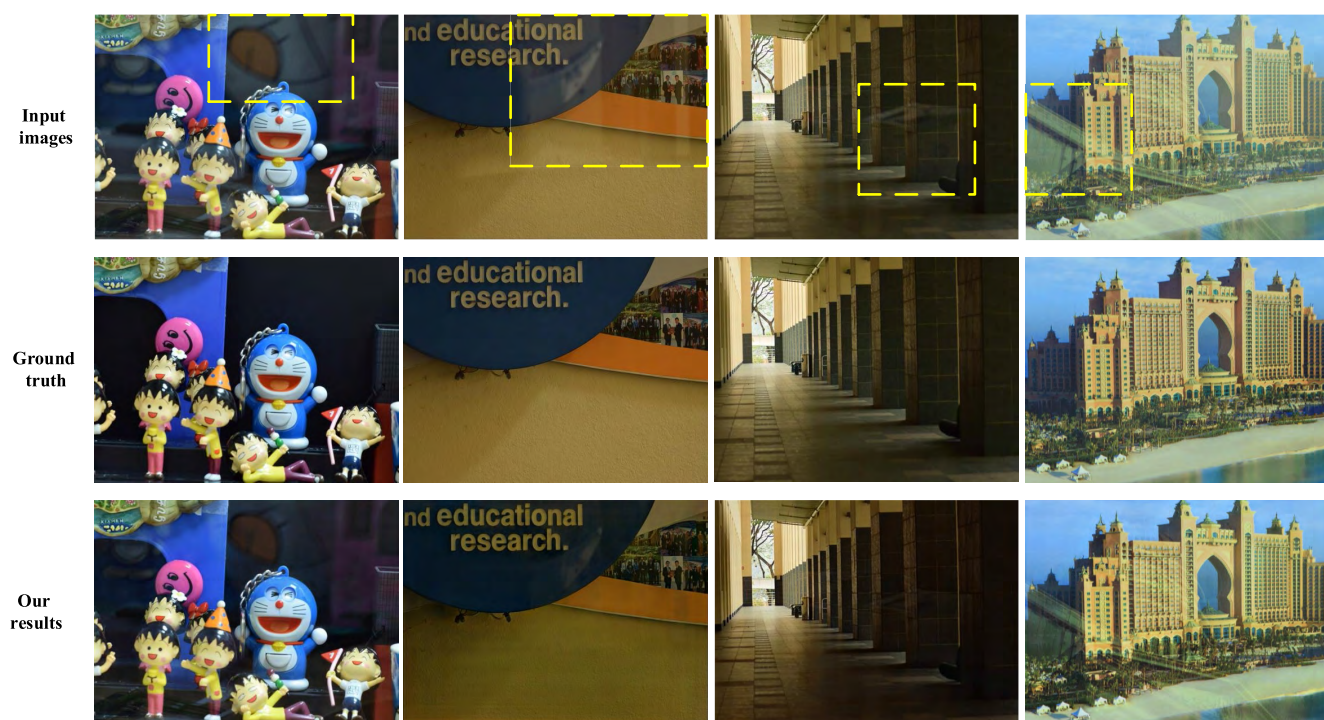 Input
images
nd educational
research.
Ground
truth
nd educational
research.
Our
results
nd educational
research.